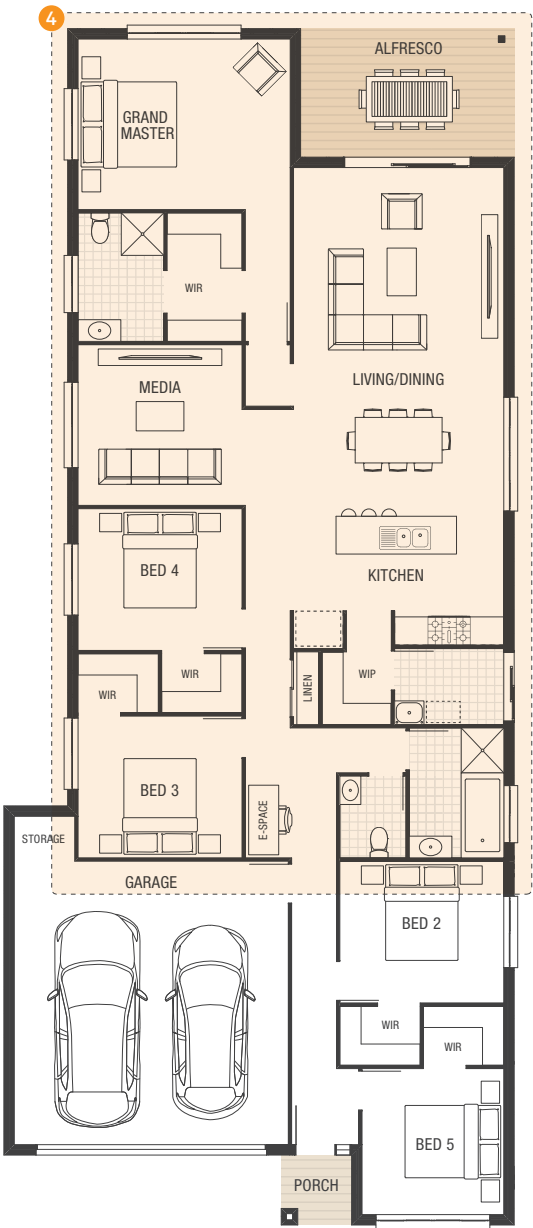 4
ALFRESCO
GRAND
MASTER
WIR
MEDIA
LIVING/DINING
BED 4
KITCHEN
WIR
WIR
LINEN
WIP
BED 3
E-SPACE
STORAGE
GARAGE
BED 2
WIR
WIR
BED 5
PORCH